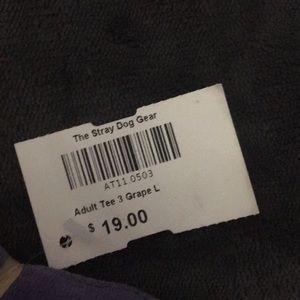 The Stray Dog Gear
AT11.0503
Adult Tee 3 Grape L
$ 19.00